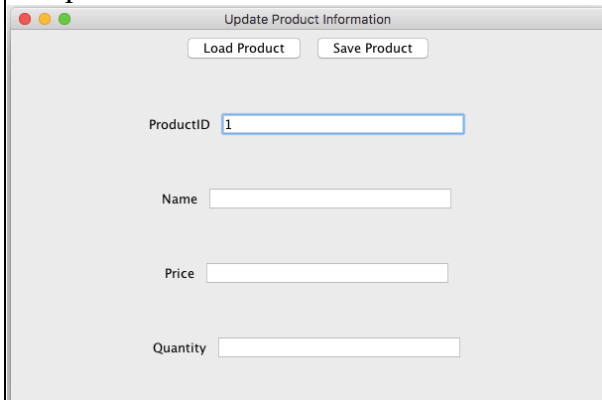 Update Product Information
Load Product Save Product
ProductID 1
Name
Price
Quantity